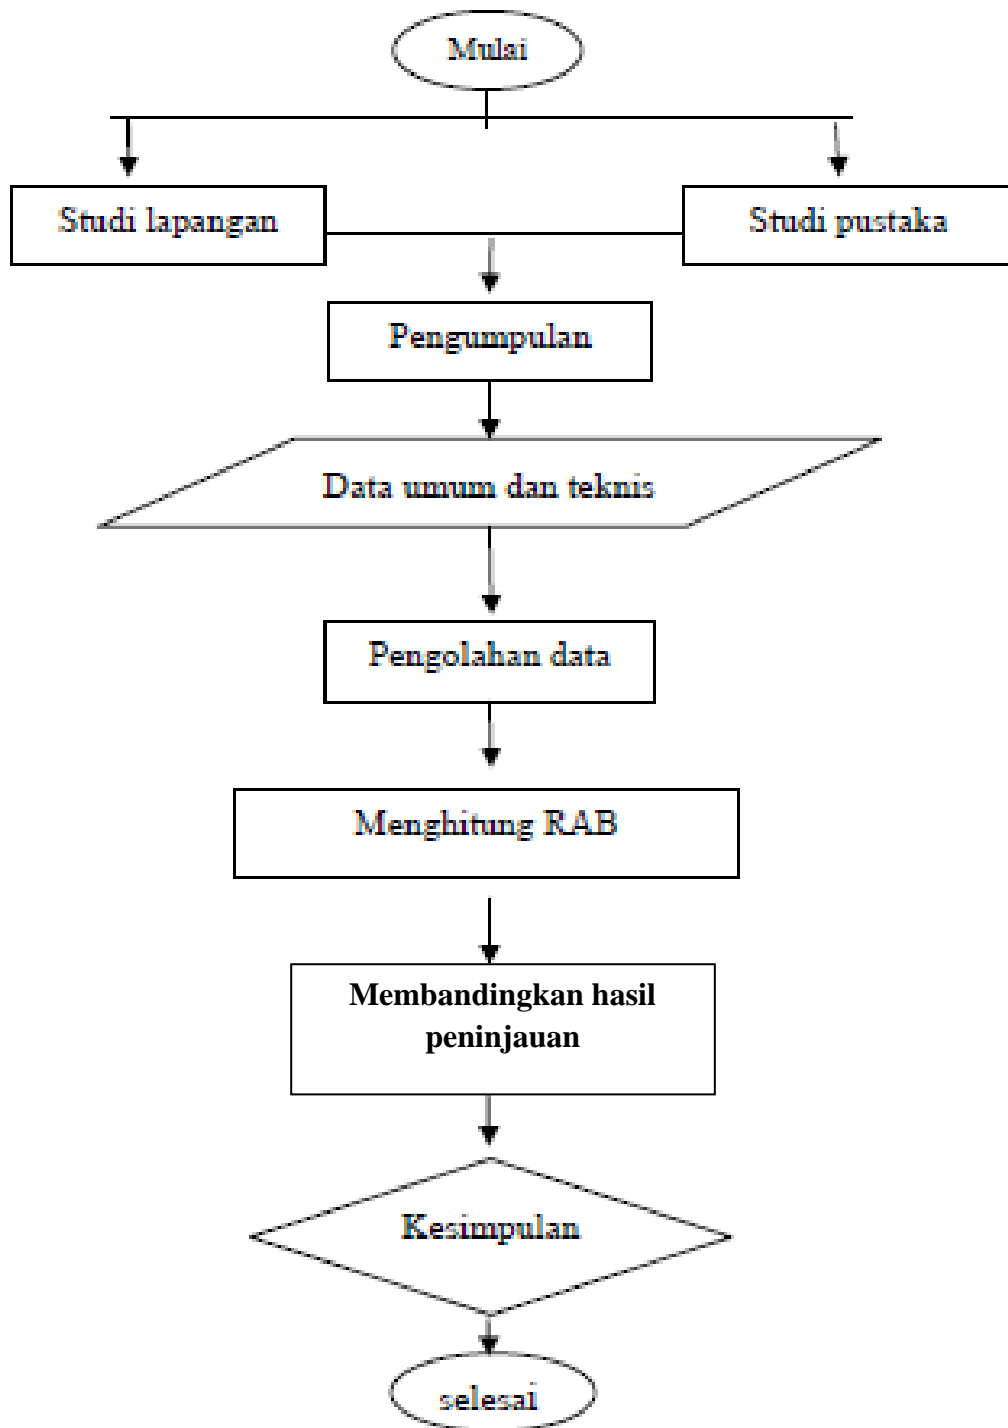 Mulai
Studi lapangan
Studi pustaka
Pengumpulan
Data umum dan teknis
Pengolahan data
Menghitung RAB
Membandingkan hasil
peninjauan
Kesimpulan
selesai